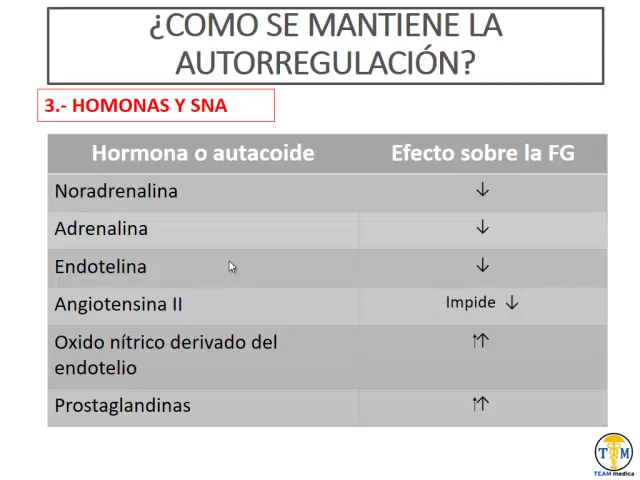 ¿COMO SE MANTIENE LA
AUTORREGULACIÓN?
3.- HOMONAS Y SNA
Hormona o autacoide Efecto sobre la FG
Noradrenalina ↓
Adrenalina ↓
Endotelina ↓
Angiotensina II Impide ↓
Oxido nítrico derivado del ↑↑
endotelio
Prostaglandinas ↑↑
T M
TEAM medica